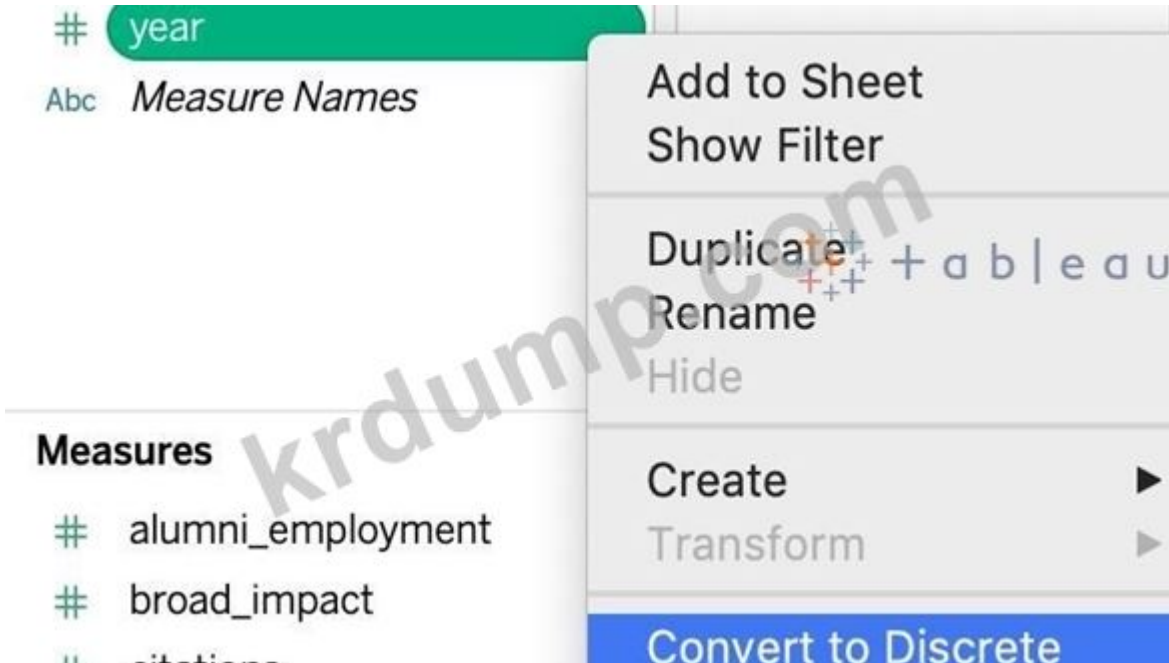 # year
Abc Measure Names
Measures
# alumni_employment
# broad_impact
Add to Sheet
Show Filter
Duplicate
Rename
Hide
Create
Transform
Convert to Discrete
+ableau
krdump.com